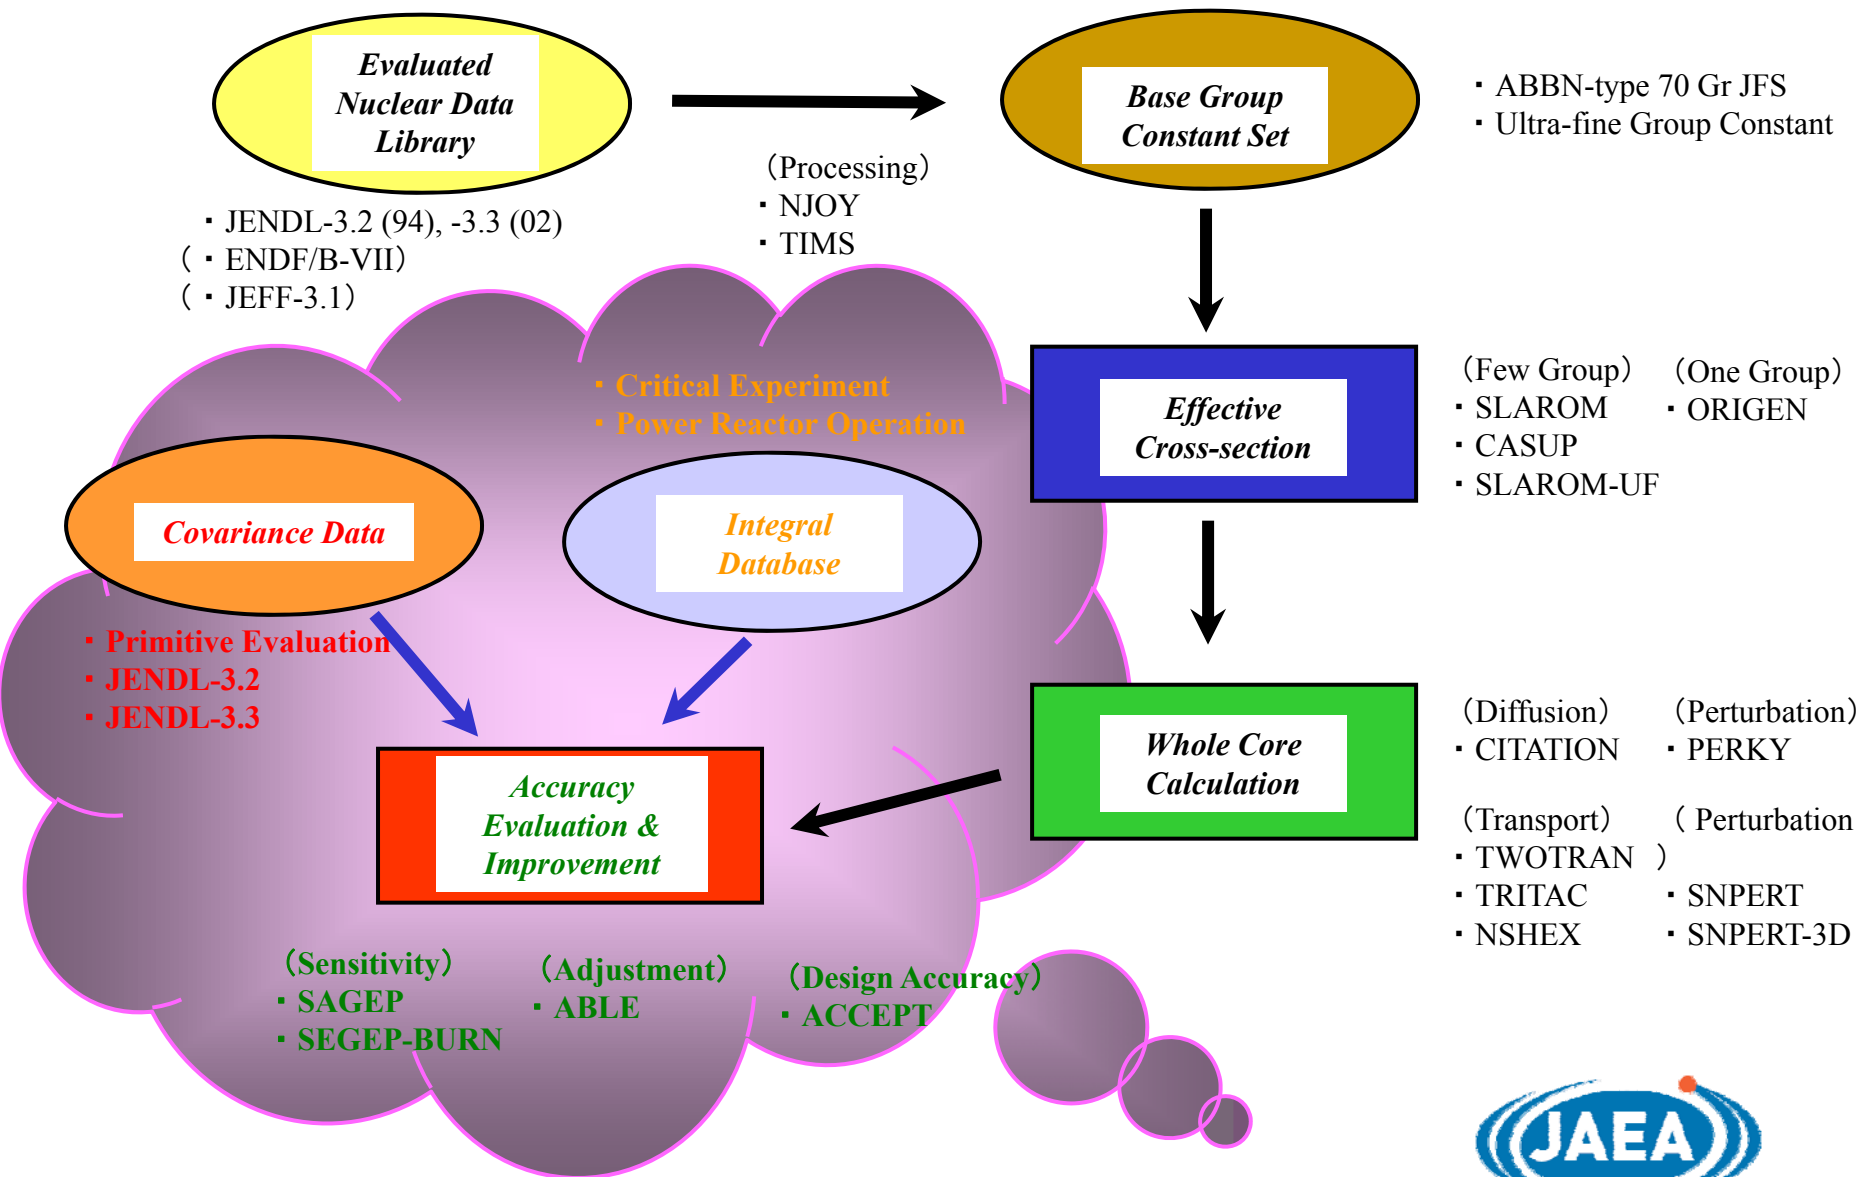 Evaluated
Nuclear Data
Library
・JENDL-3.2 (94), -3.3 (02)
（・ENDF/B-VII）
（・JEFF-3.1）
（Processing）
・NJOY
・TIMS
Base Group
Constant Set
・ABBN-type 70 Gr JFS
・Ultra-fine Group Constant
・Critical Experiment
・Power Reactor Operation
Covariance Data
・Primitive Evaluation
・JENDL-3.2
・JENDL-3.3
Integral
Database
Effective
Cross-section
（Few Group）
・SLAROM
・CASUP
・SLAROM-UF
（One Group）
・ORIGEN
Whole Core
Calculation
（Diffusion）
・CITATION
（Perturbation）
・PERKY
（Transport）
・TWOTRAN
・TRITAC
・NSHEX
（ Perturbation
）
・SNPERT
・SNPERT-3D
Accuracy
Evaluation &
Improvement
（Sensitivity）
・SAGEP
・SEGEP-BURN
（Adjustment）
・ABLE
（Design Accuracy）
・ACCEPT
JAEA